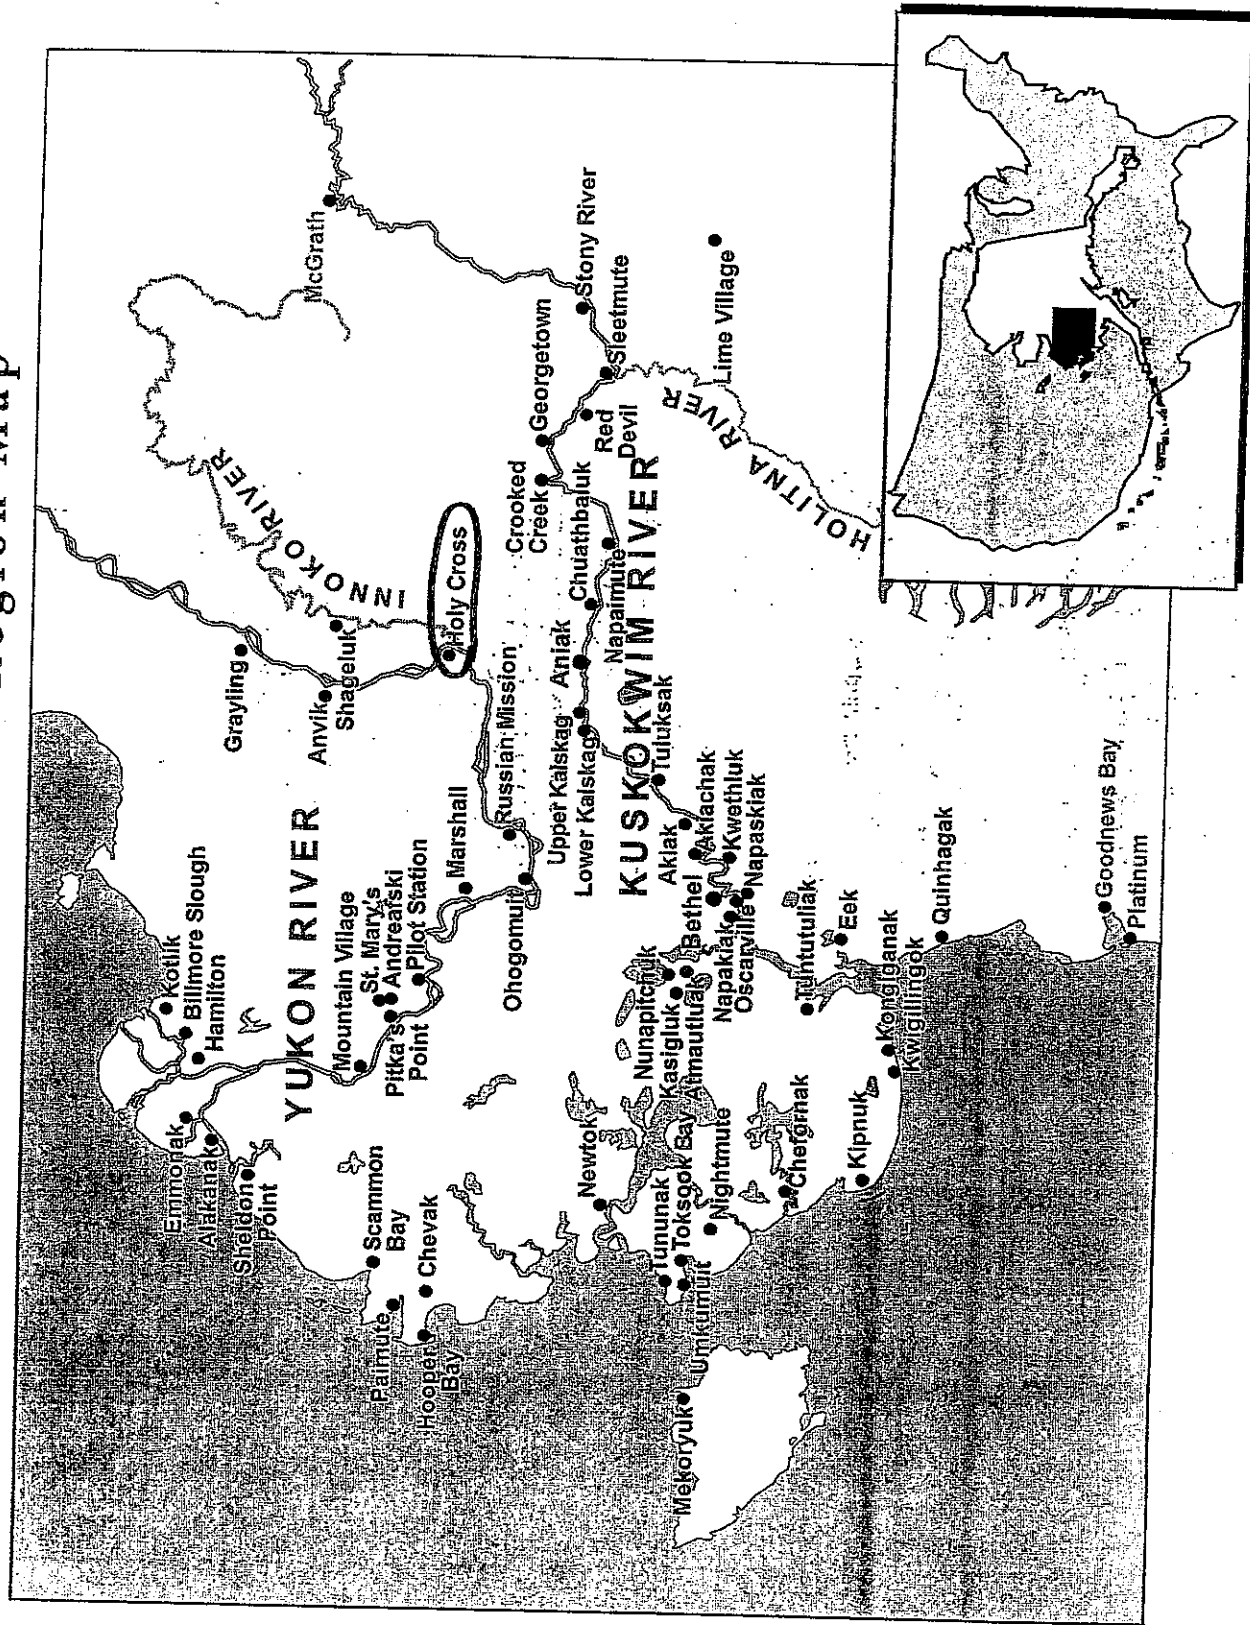 Region Map
Kotlik
Billmore Slough
Hamilton
Emmonak
Alakanak
Sheldon
Point
YUKON RIVER
Mountain Village
St. Mary's
Andreafski
Pitka's
Point
Pilot Station
Marshall
Ohogomuit
Russian Mission
Grayling
Anvik
Shageluk
INNOKO RIVER
Holy Cross
McGrath
Scammon
Bay
Paimute
Chevak
Hooper
Bay
Newtok
Upper Kalskag
Lower Kalskag
Aniak
Chuathbaluk
Napaimute
Crooked
Creek
Georgetown
Red
Devil
Sleetmute
Stony River
Lime Village
KUSKOKWIM RIVER
HOLITNA RIVER
Tuluksak
Aklak
Akiachak
Kwethluk
Bethel
Napaskiak
Napakiak
Oscarville
Nunapitchuk
Kasigluk
Atmautluak
Tununak
Toksook Bay
Umkumuit
Nightmute
Mekoryuk
Chefornak
Kipnuk
Tuntutuliak
Eek
Kongiganak
Kwigillingok
Quinhagak
Goodnews Bay
Platinum